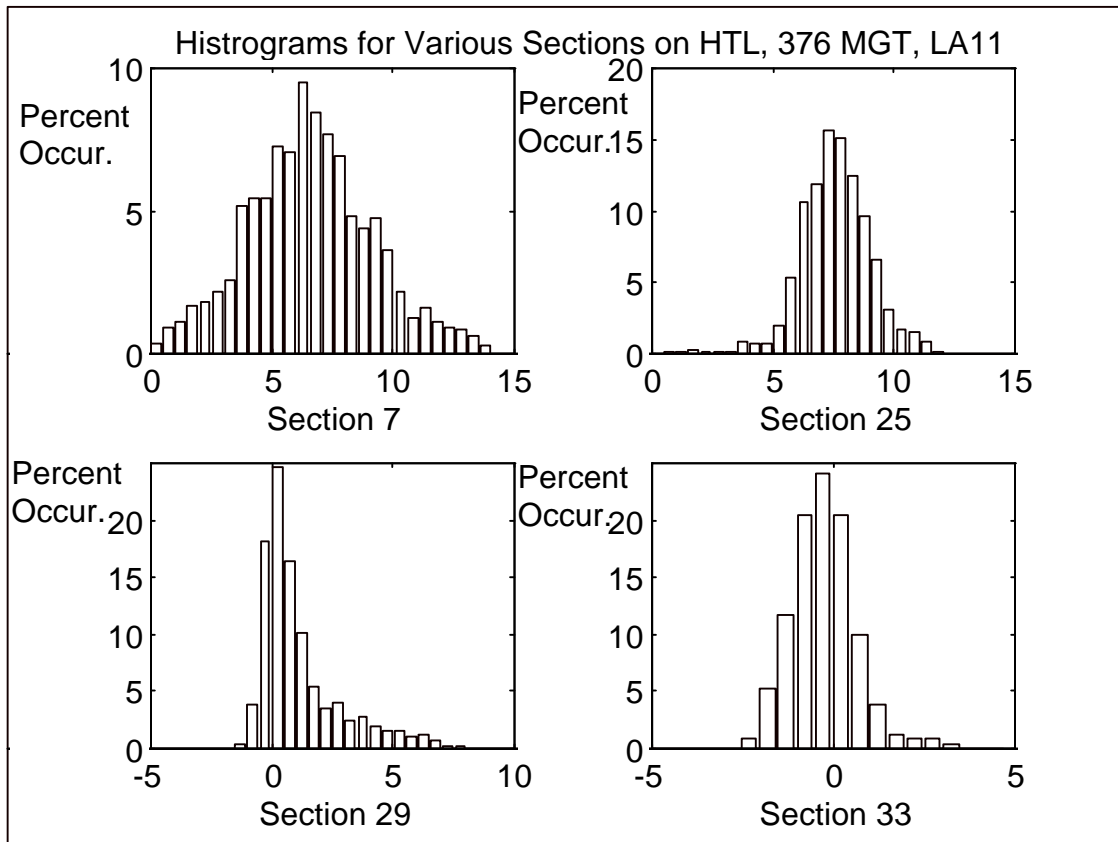 Histrograms for Various Sections on HTL, 376 MGT, LA11
Percent
Occur.
10
5
0
0 5 10 15
Section 7
Percent
Occur.
20
15
10
5
0
0 5 10 15
Section 25
Percent
Occur.
20
15
10
5
0
-5 0 5 10
Section 29
Percent
Occur.
20
15
10
5
0
-5 0 5
Section 33